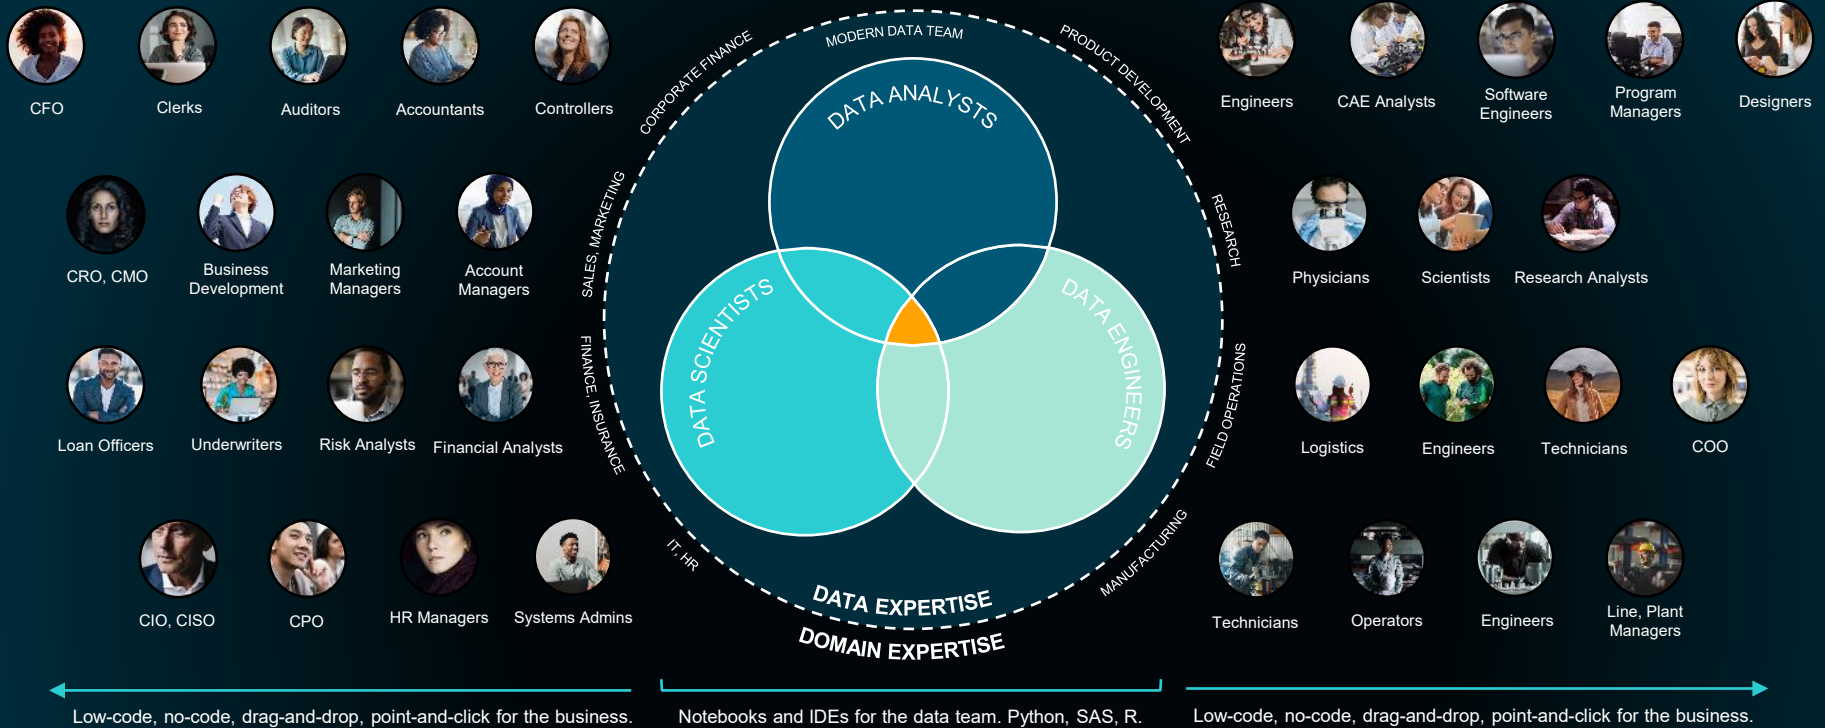 CFO
Clerks
Auditors
Accountants
Controllers
CRO, CMO
Business
Development
Marketing
Managers
Account
Managers
Loan Officers
Underwriters
Risk Analysts
Financial Analysts
CIO, CISO
CPO
HR Managers
Systems Admins
MODERN DATA TEAM
CORPORATE FINANCE
SALES, MARKETING
FINANCE, INSURANCE
IT, HR
PRODUCT DEVELOPMENT
RESEARCH
FIELD OPERATIONS
MANUFACTURING
DATA ANALYSTS
DATA SCIENTISTS
DATA ENGINEERS
DATA EXPERTISE
DOMAIN EXPERTISE
Engineers
CAE Analysts
Software
Engineers
Program
Managers
Designers
Physicians
Scientists
Research Analysts
Logistics
Engineers
Technicians
COO
Technicians
Operators
Engineers
Line, Plant
Managers
Low-code, no-code, drag-and-drop, point-and-click for the business.
Notebooks and IDEs for the data team. Python, SAS, R.
Low-code, no-code, drag-and-drop, point-and-click for the business.